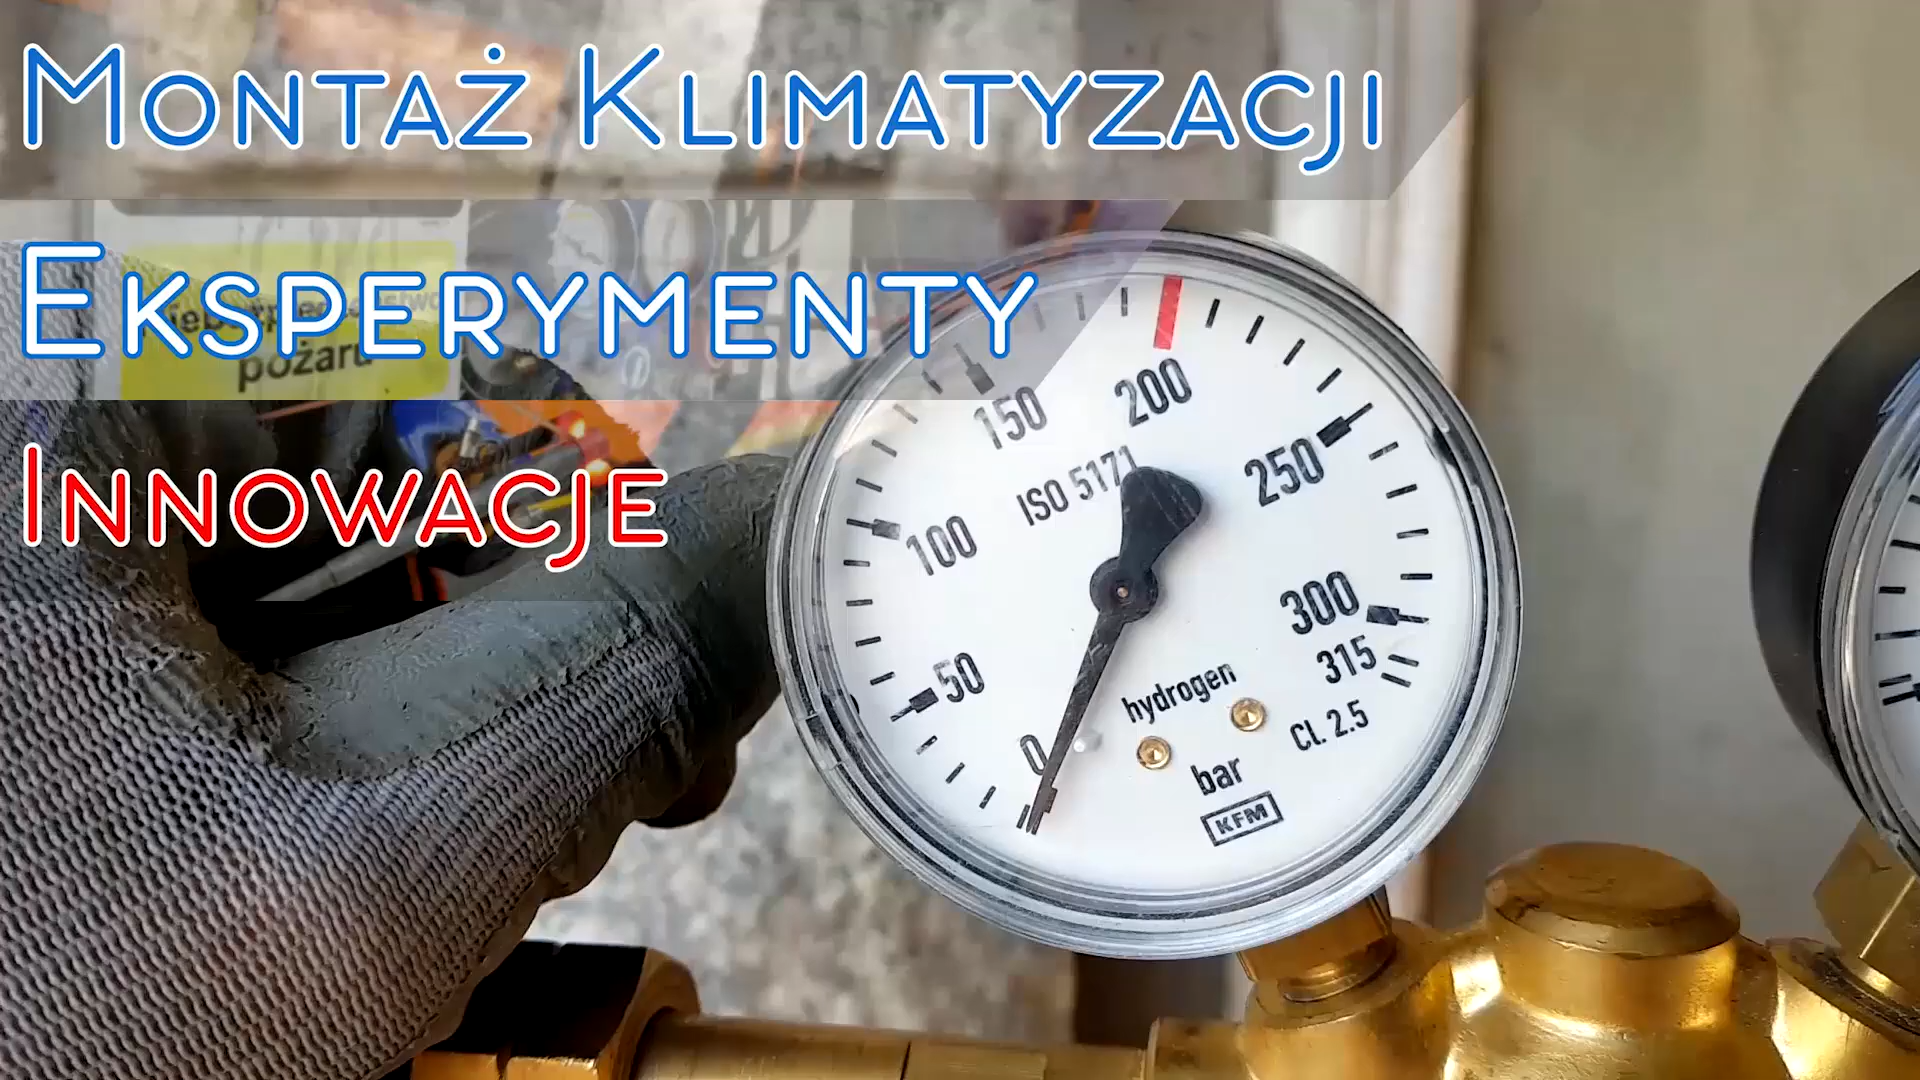 Montaż Klimatyzacji
Eksperymenty
pożaru
Innowacje
0
50
100
150
200
250
300
315
ISO 5171
hydrogen
Cl. 2.5
bar
KFM